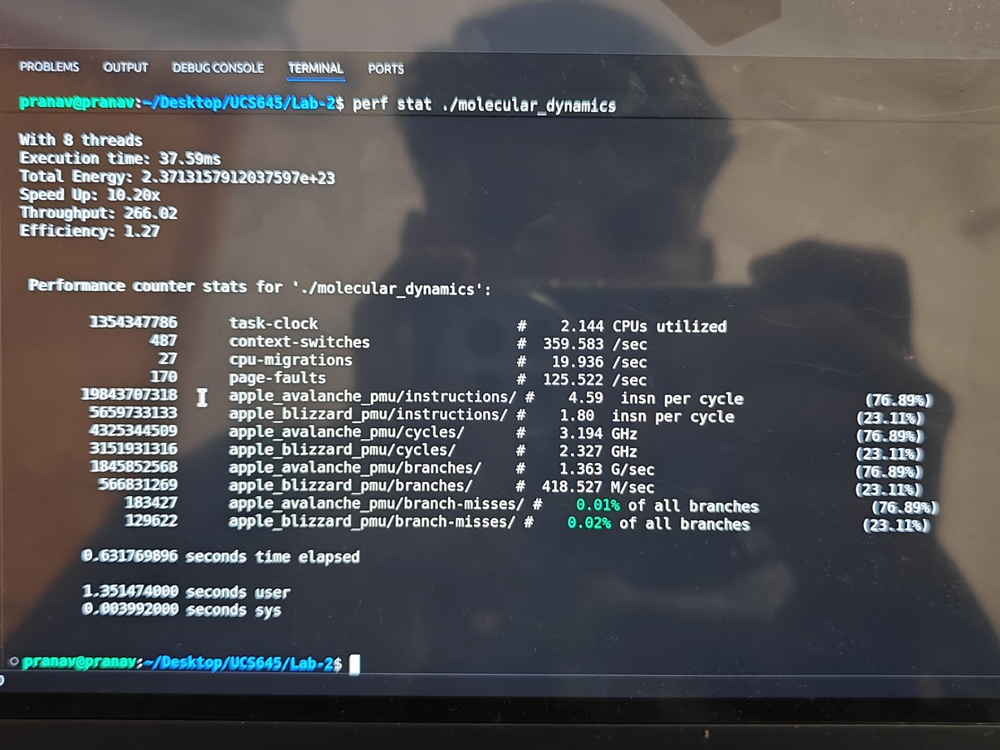 PROBLEMS OUTPUT DEBUG CONSOLE TERMINAL PORTS
pranav@pranav:~/Desktop/UCS645/Lab-2$ perf stat ./molecular_dynamics
With 8 threads
Execution time: 37.59ms
Total Energy: 2.3713157912037597e+23
Speed Up: 10.20x
Throughput: 266.02
Efficiency: 1.27
Performance counter stats for './molecular_dynamics':
1354347786 task-clock # 2.144 CPUs utilized
487 context-switches # 359.583 /sec
27 cpu-migrations # 19.936 /sec
170 page-faults # 125.522 /sec
19843707318 apple_avalanche_pmu/instructions/ # 4.59 insn per cycle (76.89%)
5659733133 apple_blizzard_pmu/instructions/ # 1.80 insn per cycle (23.11%)
4325344509 apple_avalanche_pmu/cycles/ # 3.194 GHz (76.89%)
3151931316 apple_blizzard_pmu/cycles/ # 2.327 GHz (23.11%)
1845852568 apple_avalanche_pmu/branches/ # 1.363 G/sec (76.89%)
566831269 apple_blizzard_pmu/branches/ # 418.527 M/sec (23.11%)
183427 apple_avalanche_pmu/branch-misses/ # 0.01% of all branches (76.89%)
129622 apple_blizzard_pmu/branch-misses/ # 0.02% of all branches (23.11%)
0.631769896 seconds time elapsed
1.351474000 seconds user
0.003992000 seconds sys
pranav@pranav:~/Desktop/UCS645/Lab-2$